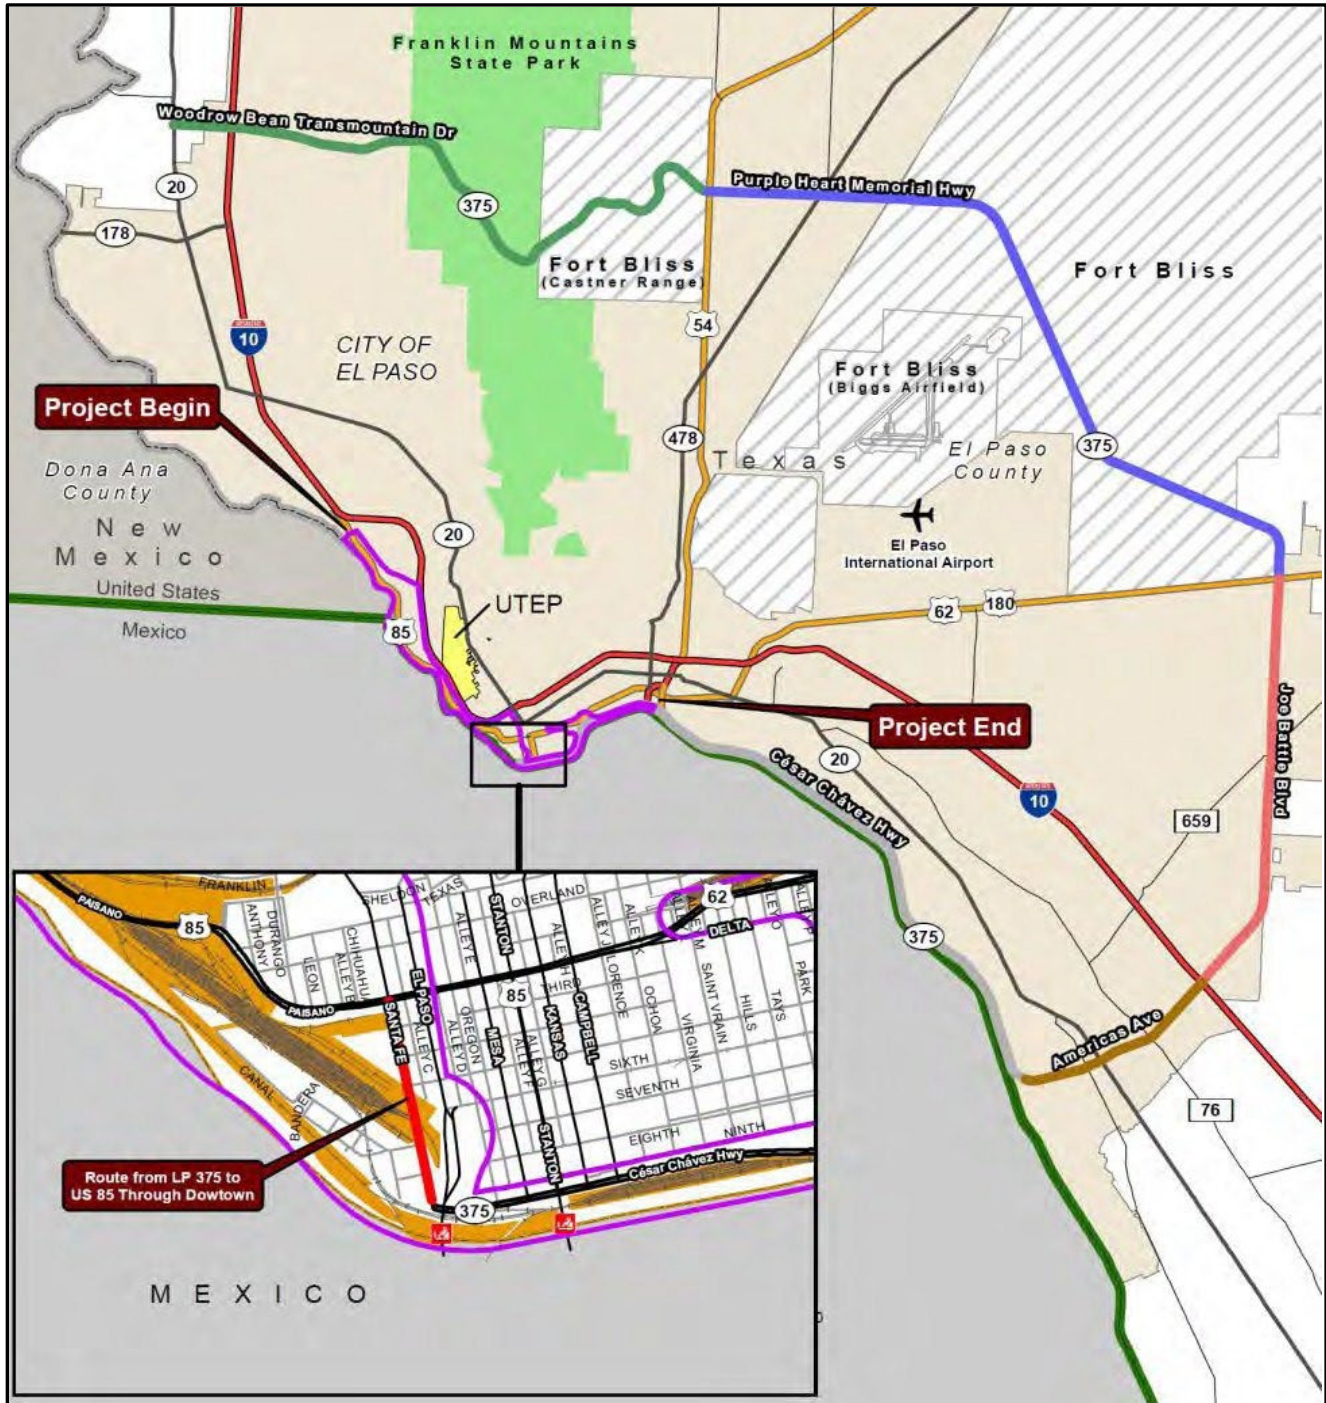 Franklin Mountains
State Park
Woodrow Bean Transmountain Dr
20
375
178
Purple Heart Memorial Hwy
Fort Bliss
(Castner Range)
Fort Bliss
54
10
CITY OF
EL PASO
Fort Bliss
(Biggs Airfield)
Project Begin
478
Texas
El Paso
County
375
Dona Ana
County
New
Mexico
20
El Paso
International Airport
United States
Mexico
85
UTEP
62
180
Project End
Joe Battle Blvd
César Chávez Hwy
20
10
659
375
Americas Ave
76
FRANKLIN
PAISANO
85
ANTHONY
DURANGO
LEON
CHIHUAHUA
ALLEY B
SHELDON
TEXAS
ALLEY E
STANTON
OVERLAND
62
DELTA
PARK
EL PASO
THIRD
85
PAISANO
SANTA FE
ALLEY C
OREGON
ALLEY D
MESA
ALLEY F
ALLEY G
KANSAS
CAMPBELL
OCHOA
VIRGINIA
SAINT VRAIN
HILLS
TAYS
SIXTH
SEVENTH
EIGHTH
NINTH
CANAL
BANDERA
STANTON
César Chávez Hwy
Route from LP 375 to
US 85 Through Dowtown
375
MEXICO